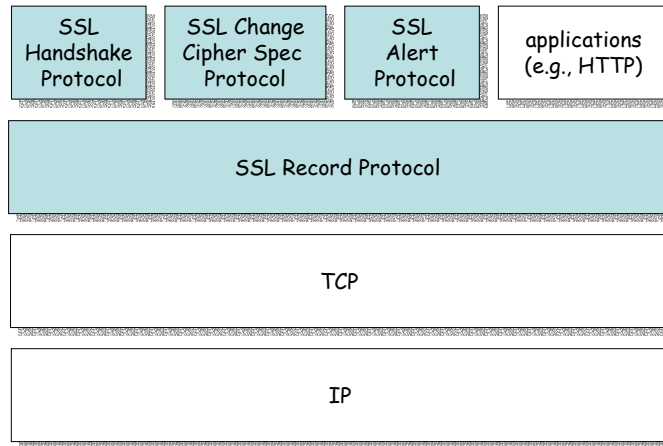 SSL
Handshake
Protocol
SSL Change
Cipher Spec
Protocol
SSL
Alert
Protocol
applications
(e.g., HTTP)
SSL Record Protocol
TCP
IP